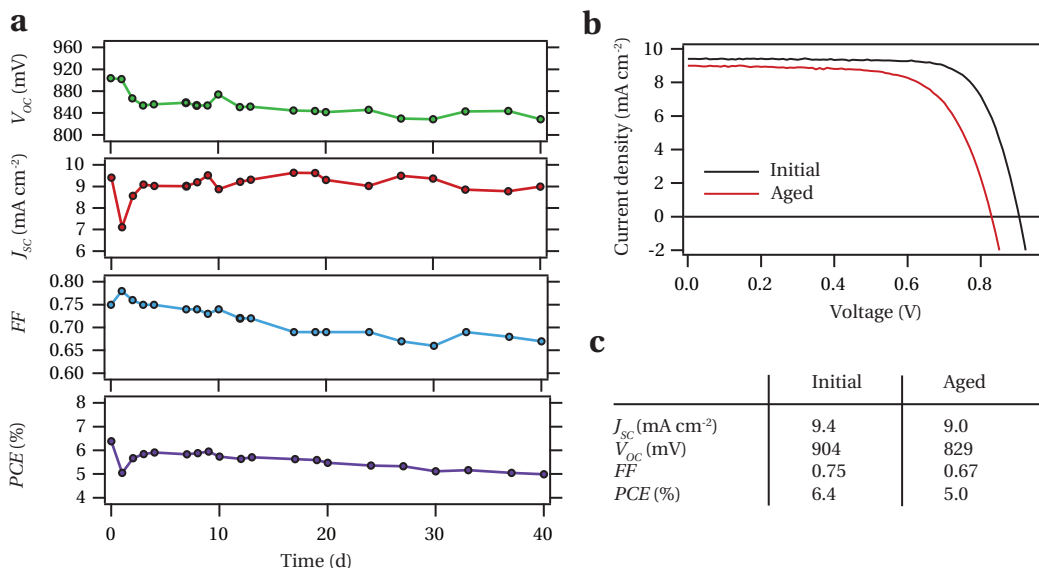 a
960
920
880
840
800
V_OC (mV)
10
9
8
7
6
J_SC (mA cm⁻²)
0.80
0.75
0.70
0.65
0.60
FF
8
7
6
5
4
PCE (%)
0 10 20 30 40
Time (d)
b
10
8
6
4
2
0
-2
Current density (mA cm⁻²)
Initial
Aged
0.0 0.2 0.4 0.6 0.8
Voltage (V)
c
Initial Aged
J_SC (mA cm⁻²) 9.4 9.0
V_OC (mV) 904 829
FF 0.75 0.67
PCE (%) 6.4 5.0